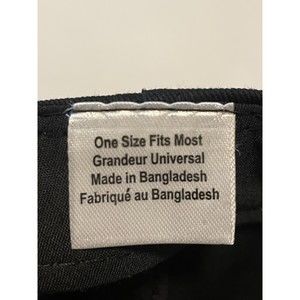 One Size Fits Most
Grandeur Universal
Made in Bangladesh
Fabriqué au Bangladesh